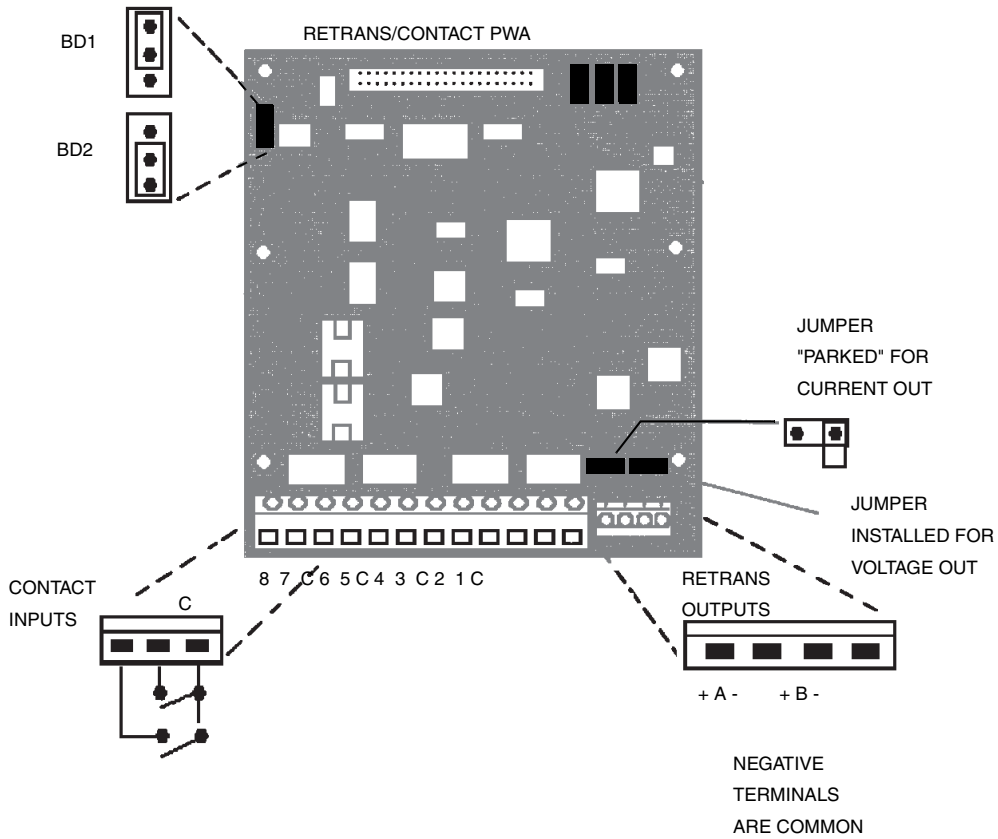 RETRANS/CONTACT PWA
BD1
BD2
JUMPER
"PARKED" FOR
CURRENT OUT
JUMPER
INSTALLED FOR
VOLTAGE OUT
8 7 C 6 5 C 4 3 C 2 1 C
CONTACT
INPUTS
C
RETRANS
OUTPUTS
+ A - + B -
NEGATIVE
TERMINALS
ARE COMMON